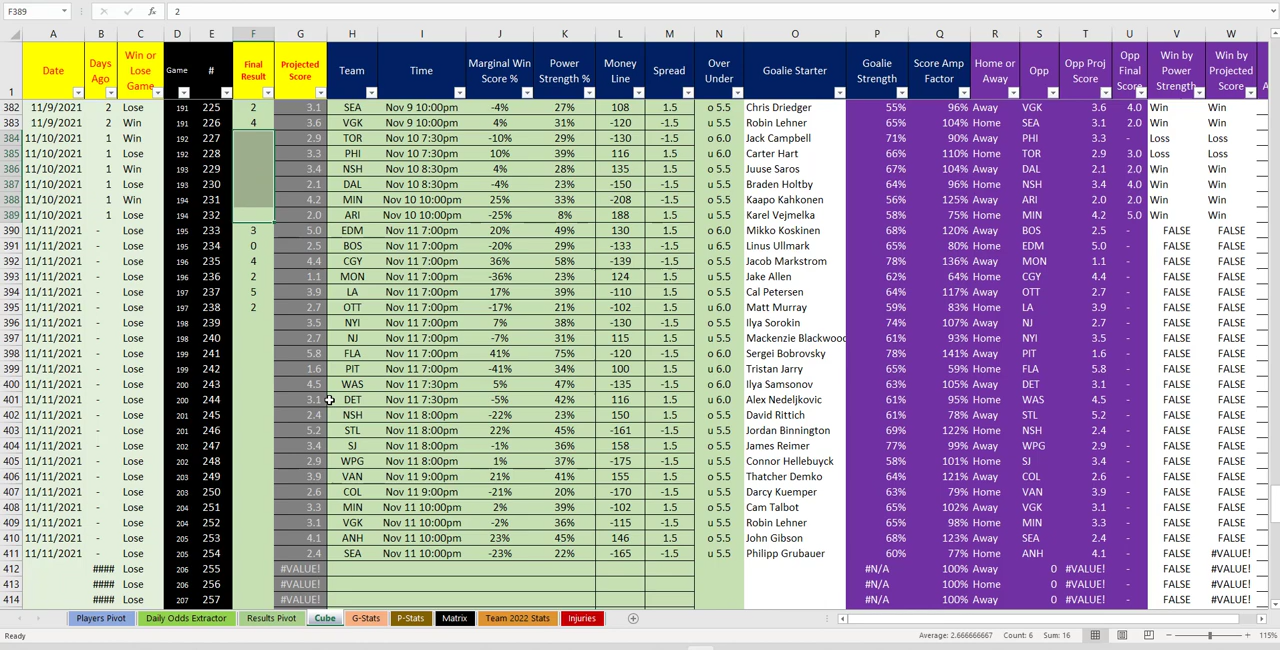 F389 2
A B C D E F G H I J K L M N O P Q R S T U V W
1 Date Days Ago Win or Lose Game Game # Final Result Projected Score Team Time Marginal Win Score % Power Strength % Money Line Spread Over Under Goalie Starter Goalie Strength Score Amp Factor Home or Away Opp Opp Proj Score Opp Final Score Win by Power Strength Win by Projected Score
382 11/9/2021 2 Lose 191 225 2 3.1 SEA Nov 9 10:00pm -4% 27% 108 1.5 o 5.5 Chris Driedger 55% 96% Away VGK 3.6 4.0 Win Win
383 11/9/2021 2 Win 191 226 4 3.6 VGK Nov 9 10:00pm 4% 31% -120 -1.5 u 5.5 Robin Lehner 65% 104% Home SEA 3.1 2.0 Win Win
384 11/10/2021 1 Win 192 227 2.9 TOR Nov 10 7:30pm -10% 29% -130 -1.5 o 6.0 Jack Campbell 71% 90% Away PHI 3.3 - Loss Loss
385 11/10/2021 1 Lose 192 228 3.3 PHI Nov 10 7:30pm 10% 39% 116 1.5 u 6.0 Carter Hart 66% 110% Home TOR 2.9 3.0 Loss Loss
386 11/10/2021 1 Win 193 229 3.4 NSH Nov 10 8:30pm 4% 28% 135 1.5 o 5.5 Juuse Saros 67% 104% Away DAL 2.1 2.0 Win Win
387 11/10/2021 1 Lose 193 230 2.1 DAL Nov 10 8:30pm -4% 23% -150 -1.5 u 5.5 Braden Holtby 64% 96% Home NSH 3.4 4.0 Win Win
388 11/10/2021 1 Win 194 231 4.2 MIN Nov 10 10:00pm 25% 33% -208 -1.5 o 5.5 Kaapo Kahkonen 56% 125% Away ARI 2.0 2.0 Win Win
389 11/10/2021 1 Lose 194 232 2.0 ARI Nov 10 10:00pm -25% 8% 188 1.5 u 5.5 Karel Vejmelka 58% 75% Home MIN 4.2 5.0 Win Win
390 11/11/2021 - Lose 195 233 3 5.0 EDM Nov 11 7:00pm 20% 49% 130 1.5 o 6.0 Mikko Koskinen 68% 120% Away BOS 2.5 - FALSE FALSE
391 11/11/2021 - Lose 195 234 0 2.5 BOS Nov 11 7:00pm -20% 29% -133 -1.5 u 6.5 Linus Ullmark 65% 80% Home EDM 5.0 - FALSE FALSE
392 11/11/2021 - Lose 196 235 4 4.4 CGY Nov 11 7:00pm 36% 58% -139 -1.5 o 5.5 Jacob Markstrom 78% 136% Away MON 1.1 - FALSE FALSE
393 11/11/2021 - Lose 196 236 2 1.1 MON Nov 11 7:00pm -36% 23% 124 1.5 u 5.5 Jake Allen 62% 64% Home CGY 4.4 - FALSE FALSE
394 11/11/2021 - Lose 197 237 5 3.9 LA Nov 11 7:00pm 17% 39% -110 -1.5 o 5.5 Cal Petersen 64% 117% Away OTT 2.7 - FALSE FALSE
395 11/11/2021 - Lose 197 238 2 2.7 OTT Nov 11 7:00pm -17% 21% -102 1.5 o 5.5 Matt Murray 59% 83% Home LA 3.9 - FALSE FALSE
396 11/11/2021 - Lose 198 239 3.5 NYI Nov 11 7:00pm 7% 38% -130 -1.5 o 5.5 Ilya Sorokin 74% 107% Away NJ 2.7 - FALSE FALSE
397 11/11/2021 - Lose 198 240 2.7 NJ Nov 11 7:00pm -7% 31% 115 1.5 u 5.5 Mackenzie Blackwood 61% 93% Home NYI 3.5 - FALSE FALSE
398 11/11/2021 - Lose 199 241 5.8 FLA Nov 11 7:00pm 41% 75% -120 -1.5 o 6.0 Sergei Bobrovsky 78% 141% Away PIT 1.6 - FALSE FALSE
399 11/11/2021 - Lose 199 242 1.6 PIT Nov 11 7:00pm -41% 34% 100 1.5 u 6.0 Tristan Jarry 65% 59% Home FLA 5.8 - FALSE FALSE
400 11/11/2021 - Lose 200 243 4.5 WAS Nov 11 7:30pm 5% 47% -135 -1.5 o 6.0 Ilya Samsonov 63% 105% Away DET 3.1 - FALSE FALSE
401 11/11/2021 - Lose 200 244 3.1 DET Nov 11 7:30pm -5% 42% 116 1.5 u 6.0 Alex Nedeljkovic 61% 95% Home WAS 4.5 - FALSE FALSE
402 11/11/2021 - Lose 201 245 2.4 NSH Nov 11 8:00pm -22% 23% 150 1.5 o 5.5 David Rittich 61% 78% Away STL 5.2 - FALSE FALSE
403 11/11/2021 - Lose 201 246 5.2 STL Nov 11 8:00pm 22% 45% -161 -1.5 u 5.5 Jordan Binnington 69% 122% Home NSH 2.4 - FALSE FALSE
404 11/11/2021 - Lose 202 247 3.4 SJ Nov 11 8:00pm -1% 36% 158 1.5 o 5.5 James Reimer 77% 99% Away WPG 2.9 - FALSE FALSE
405 11/11/2021 - Lose 202 248 2.9 WPG Nov 11 8:00pm 1% 37% -175 -1.5 u 5.5 Connor Hellebuyck 58% 101% Home SJ 3.4 - FALSE FALSE
406 11/11/2021 - Lose 203 249 3.9 VAN Nov 11 9:00pm 21% 41% 155 1.5 o 5.5 Thatcher Demko 64% 121% Away COL 2.6 - FALSE FALSE
407 11/11/2021 - Lose 203 250 2.6 COL Nov 11 9:00pm -21% 20% -170 -1.5 u 5.5 Darcy Kuemper 63% 79% Home VAN 3.9 - FALSE FALSE
408 11/11/2021 - Lose 204 251 3.3 MIN Nov 11 10:00pm 2% 39% -102 -1.5 o 5.5 Cam Talbot 65% 102% Away VGK 3.1 - FALSE FALSE
409 11/11/2021 - Lose 204 252 3.1 VGK Nov 11 10:00pm -2% 36% -115 -1.5 u 5.5 Robin Lehner 65% 98% Home MIN 3.3 - FALSE FALSE
410 11/11/2021 - Lose 205 253 4.1 ANH Nov 11 10:00pm 23% 45% 146 1.5 o 5.5 John Gibson 68% 123% Away SEA 2.4 - FALSE FALSE
411 11/11/2021 - Lose 205 254 2.4 SEA Nov 11 10:00pm -23% 22% -165 -1.5 u 5.5 Philipp Grubauer 60% 77% Home ANH 4.1 - FALSE #VALUE!
412 #### Lose 206 255 #VALUE! #N/A 100% Away 0 #VALUE! - FALSE #VALUE!
413 #### Lose 206 256 #VALUE! #N/A 100% Home 0 #VALUE! - FALSE #VALUE!
414 #### Lose 207 257 #VALUE! #N/A 100% Away 0 #VALUE! - FALSE #VALUE!
Players Pivot Daily Odds Extractor Results Pivot Cube G-Stats P-Stats Matrix Team 2022 Stats Injuries
Ready Average: 2.666666667 Count: 6 Sum: 16 115%